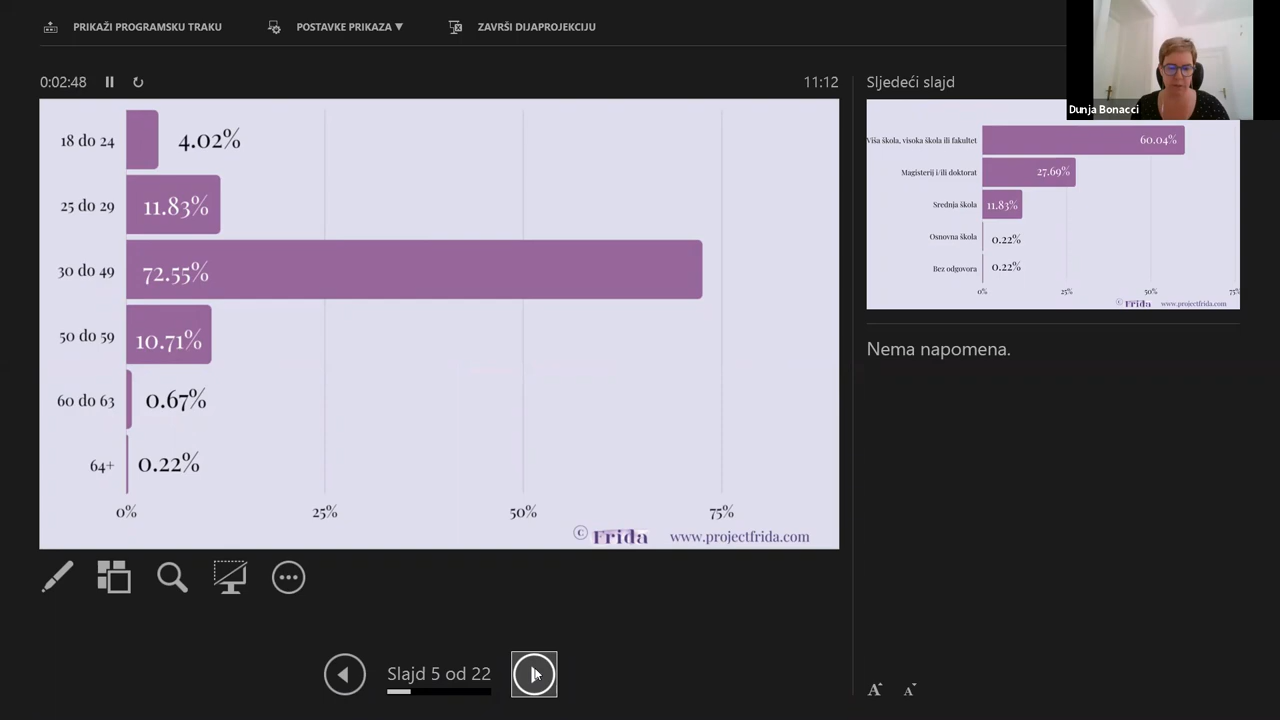 PRIKAŽI PROGRAMSKU TRAKU
POSTAVKE PRIKAZA ▼
ZAVRŠI DIJAPROJEKCIJU
0:02:48
11:12
18 do 24
4.02%
25 do 29
11.83%
30 do 49
72.55%
50 do 59
10.71%
60 do 63
0.67%
64+
0.22%
0%
25%
50%
75%
© Frida
www.projectfrida.com
Slajd 5 od 22
Sljedeći slajd
Dunja Bonacci
Viša škola, visoka škola ili fakultet
60.04%
Magisterij i/ili doktorat
27.69%
Srednja škola
11.83%
Osnovna škola
0.22%
Bez odgovora
0.22%
0%
25%
50%
75%
© Frida
www.projectfrida.com
Nema napomena.
A
A